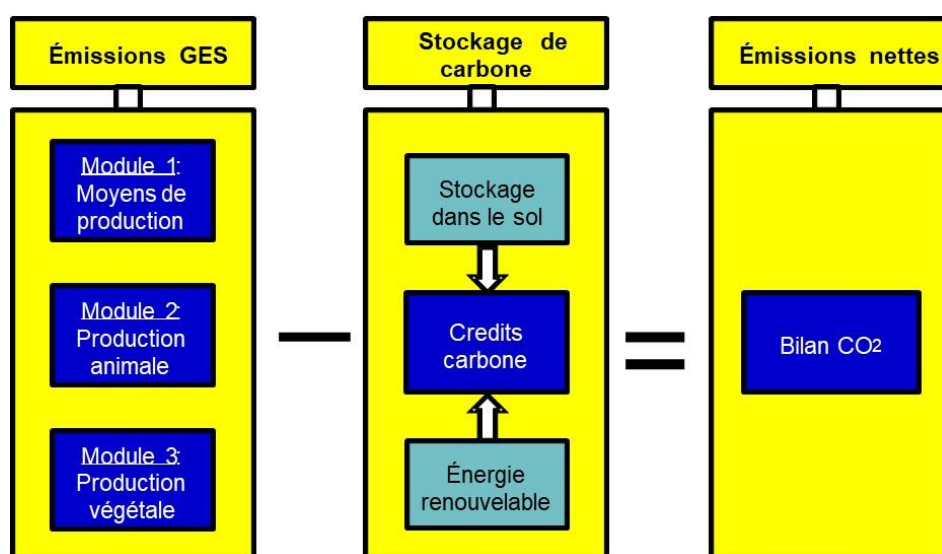 Émissions GES
Module 1:
Moyens de
production
Module 2:
Production
animale
Module 3:
Production
végétale
Stockage de
carbone
Stockage
dans le sol
Credits
carbone
Énergie
renouvelable
Émissions nettes
Bilan CO2